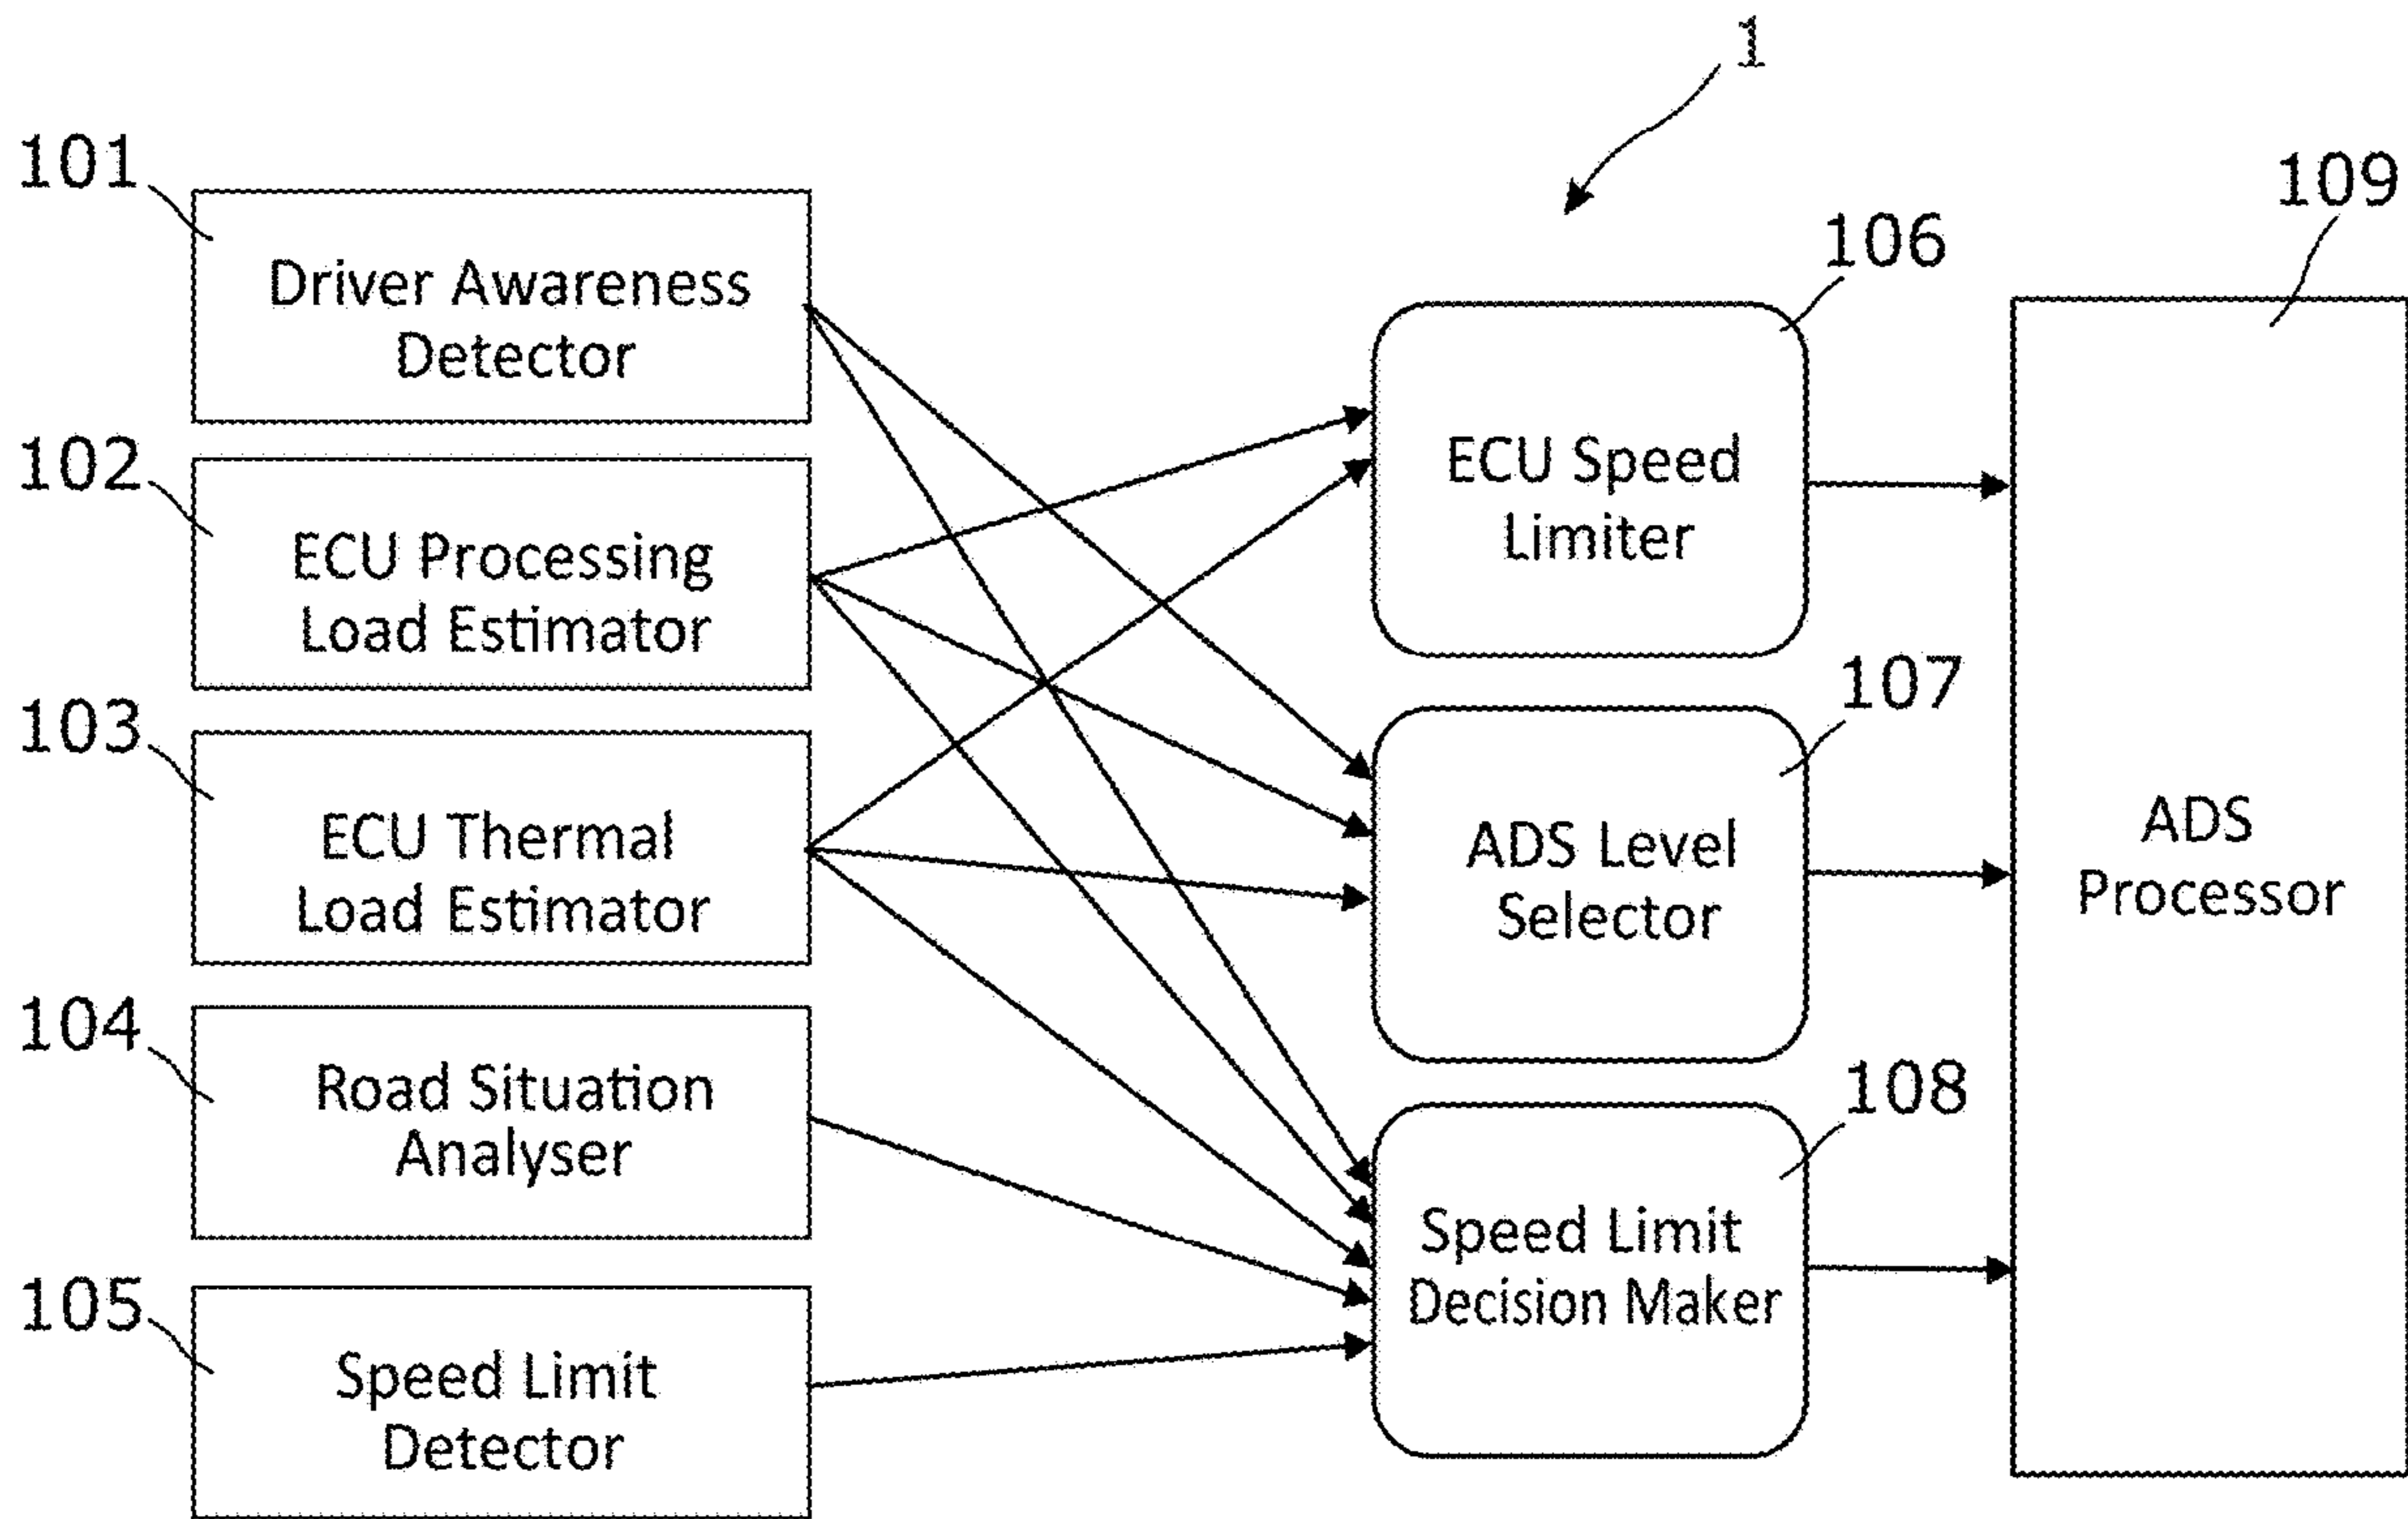 1
101
Driver Awareness
Detector
102
ECU Processing
Load Estimator
103
ECU Thermal
Load Estimator
104
Road Situation
Analyser
105
Speed Limit
Detector
106
ECU Speed
Limiter
107
ADS Level
Selector
108
Speed Limit
Decision Maker
109
ADS
Processor